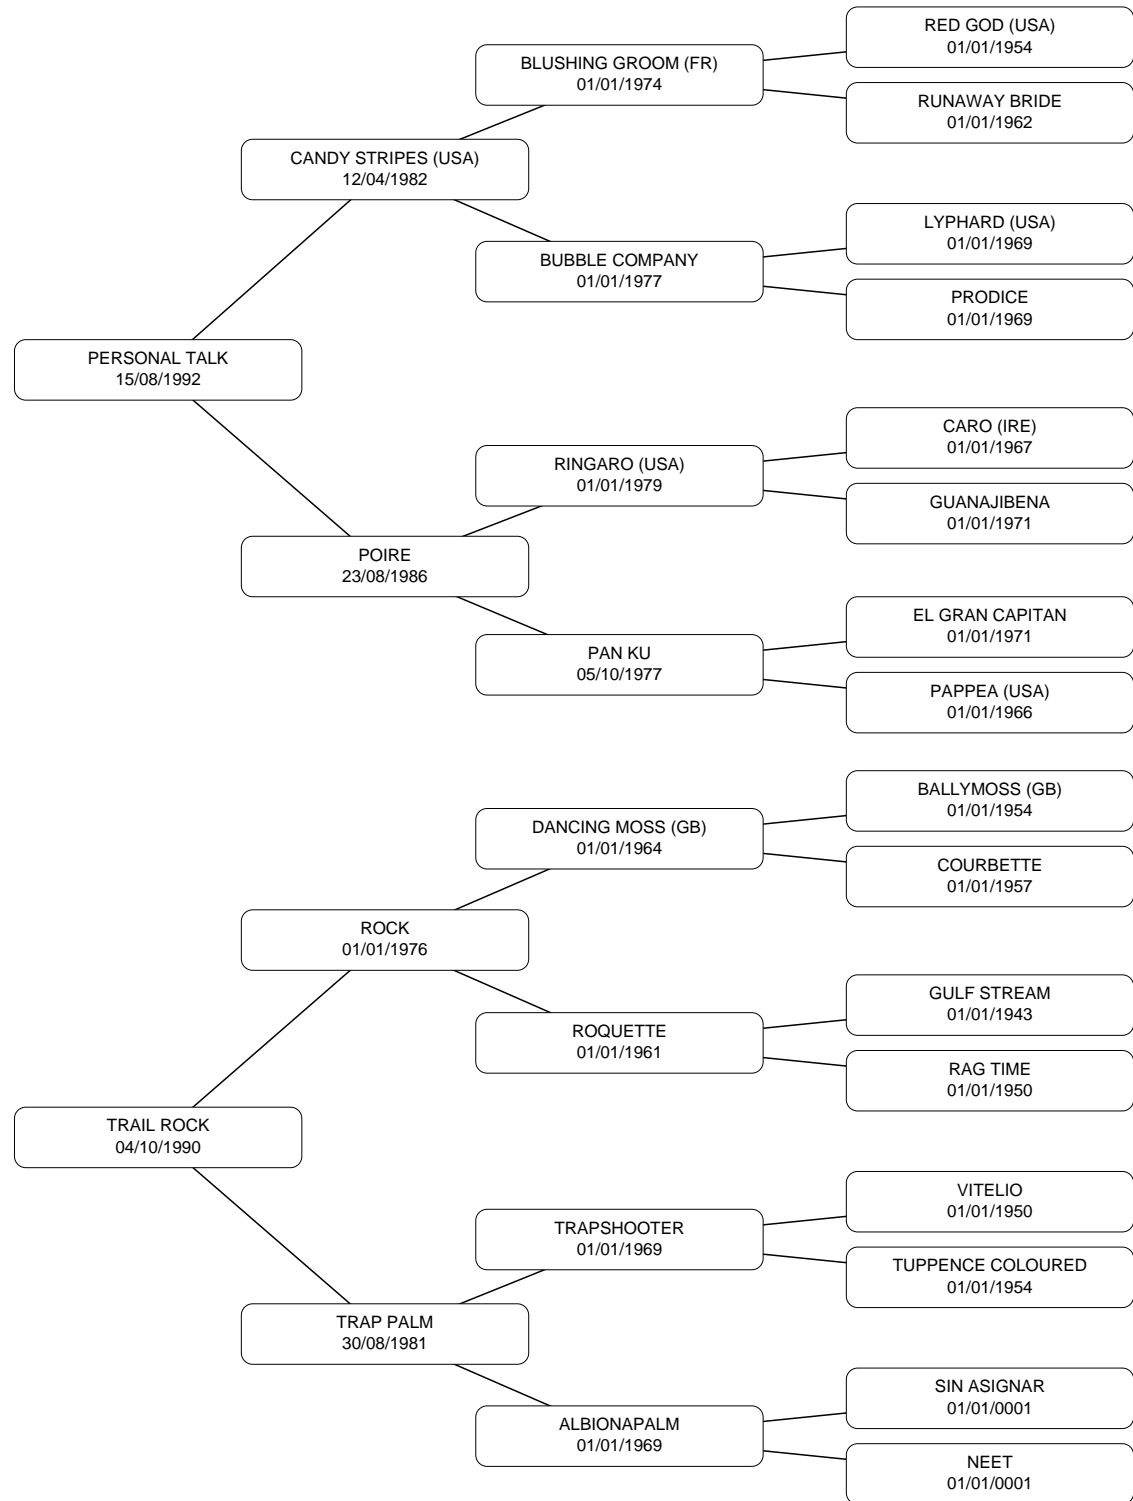 RED GOD (USA)
01/01/1954
BLUSHING GROOM (FR)
01/01/1974
RUNAWAY BRIDE
01/01/1962
CANDY STRIPES (USA)
12/04/1982
LYPHARD (USA)
01/01/1969
BUBBLE COMPANY
01/01/1977
PRODICE
01/01/1969
PERSONAL TALK
15/08/1992
CARO (IRE)
01/01/1967
RINGARO (USA)
01/01/1979
GUANAJIBENA
01/01/1971
POIRE
23/08/1986
EL GRAN CAPITAN
01/01/1971
PAN KU
05/10/1977
PAPPEA (USA)
01/01/1966
BALLYMOSS (GB)
01/01/1954
DANCING MOSS (GB)
01/01/1964
COURBETTE
01/01/1957
ROCK
01/01/1976
GULF STREAM
01/01/1943
ROQUETTE
01/01/1961
RAG TIME
01/01/1950
TRAIL ROCK
04/10/1990
VITELIO
01/01/1950
TRAPSHOOTER
01/01/1969
TUPPENCE COLOURED
01/01/1954
TRAP PALM
30/08/1981
SIN ASIGNAR
01/01/0001
ALBIONAPALM
01/01/1969
NEET
01/01/0001